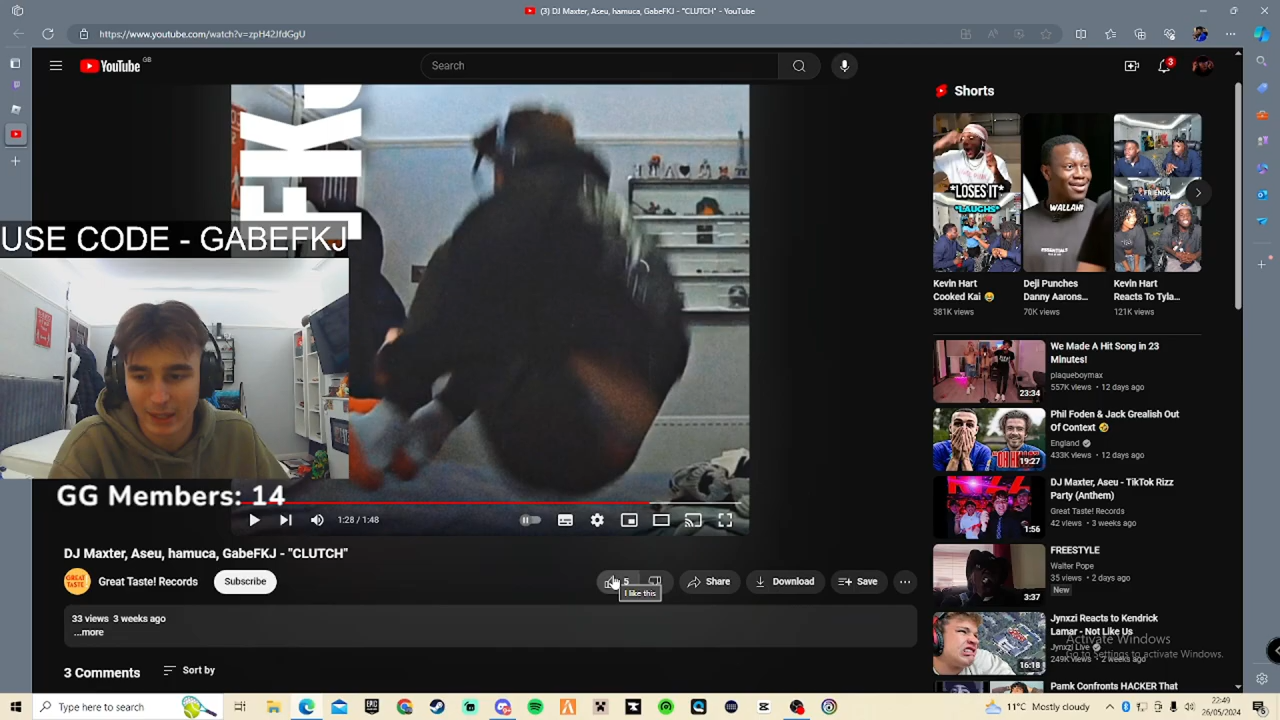 (3) DJ Maxter, Aseu, hamuca, GabeFKJ - "CLUTCH" - YouTube
https://www.youtube.com/watch?v=zpH42JfdGgU
YouTube GB
Search
3
Shorts
FKJ
USE CODE - GABEFKJ
*LOSES IT*
*LAUGHS*
WALLAHI
Kevin Hart
Cooked Kai 🥹
381K views
Deji Punches
Danny Aarons...
70K views
Kevin Hart
Reacts To Tyla...
121K views
We Made A Hit Song in 23
Minutes!
plaqueboymax
557K views • 12 days ago
23:34
Phil Foden & Jack Grealish Out
Of Context 🤣
England
433K views • 12 days ago
19:27
DJ Maxter, Aseu - TikTok Rizz
Party (Anthem)
Great Taste! Records
42 views • 3 weeks ago
1:56
FREESTYLE
Walter Pope
35 views • 2 days ago
New
3:37
Jynxzi Reacts to Kendrick
Lamar - Not Like Us
Jynxzi Live
249K views • 2 weeks ago
16:18
Pamk Confronts HACKER That
GG Members: 14
1:28 / 1:48
DJ Maxter, Aseu, hamuca, GabeFKJ - "CLUTCH"
GREAT TASTE
Great Taste! Records
Subscribe
5
Share
Download
Save
I like this
33 views 3 weeks ago
...more
3 Comments
Sort by
Activate Windows
Go to Settings to activate Windows.
Type here to search
EPIC
11°C Mostly cloudy
22:49
26/05/2024
5